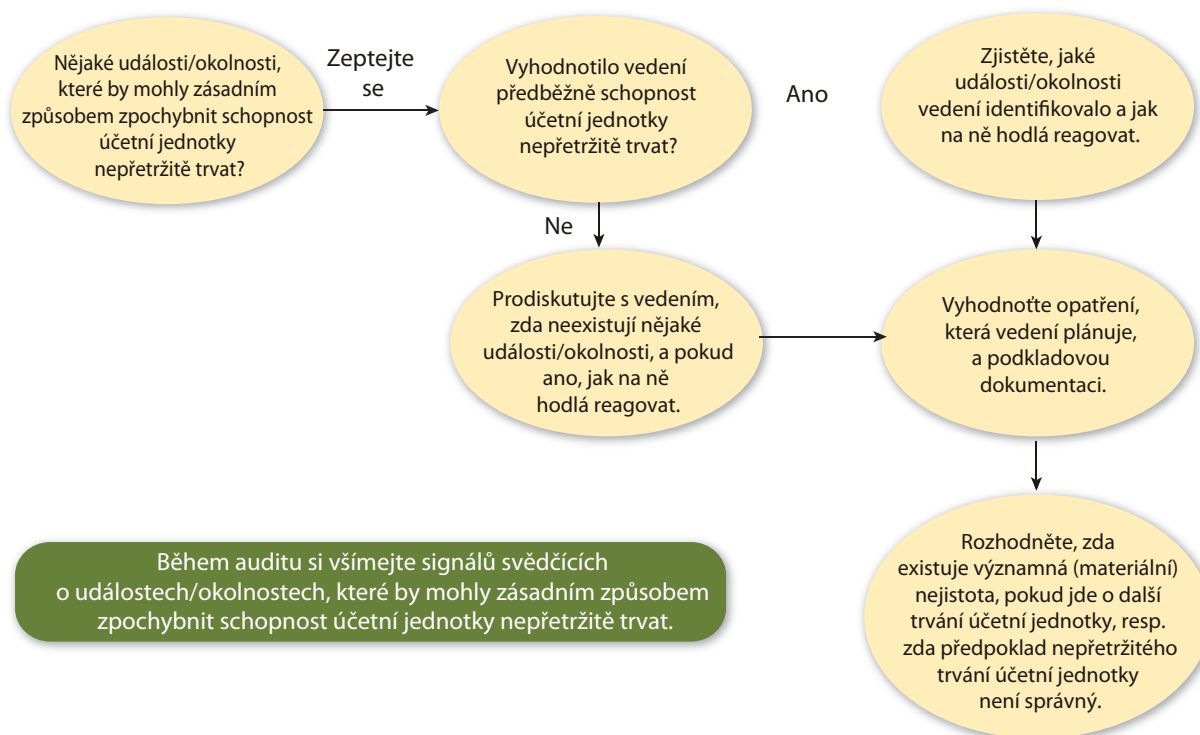 Nějaké události/okolnosti,
které by mohly zásadním
způsobem zpochybnit schopnost
účetní jednotky
nepřetržitě trvat?
Zeptejte
se
Vyhodnotilo vedení
předběžně schopnost
účetní jednotky
nepřetržitě trvat?
Ano
Zjistěte, jaké
události/okolnosti
vedení identifikovalo a jak
na ně hodlá reagovat.
Ne
Prodiskutujte s vedením,
zda neexistují nějaké
události/okolnosti, a pokud
ano, jak na ně
hodlá reagovat.
Vyhodnoťte opatření,
která vedení plánuje,
a podkladovou
dokumentaci.
Během auditu si všímejte signálů svědčících
o událostech/okolnostech, které by mohly zásadním způsobem
zpochybnit schopnost účetní jednotky nepřetržitě trvat.
Rozhodněte, zda
existuje významná (materiální)
nejistota, pokud jde o další
trvání účetní jednotky, resp.
zda předpoklad nepřetržitého
trvání účetní jednotky
není správný.